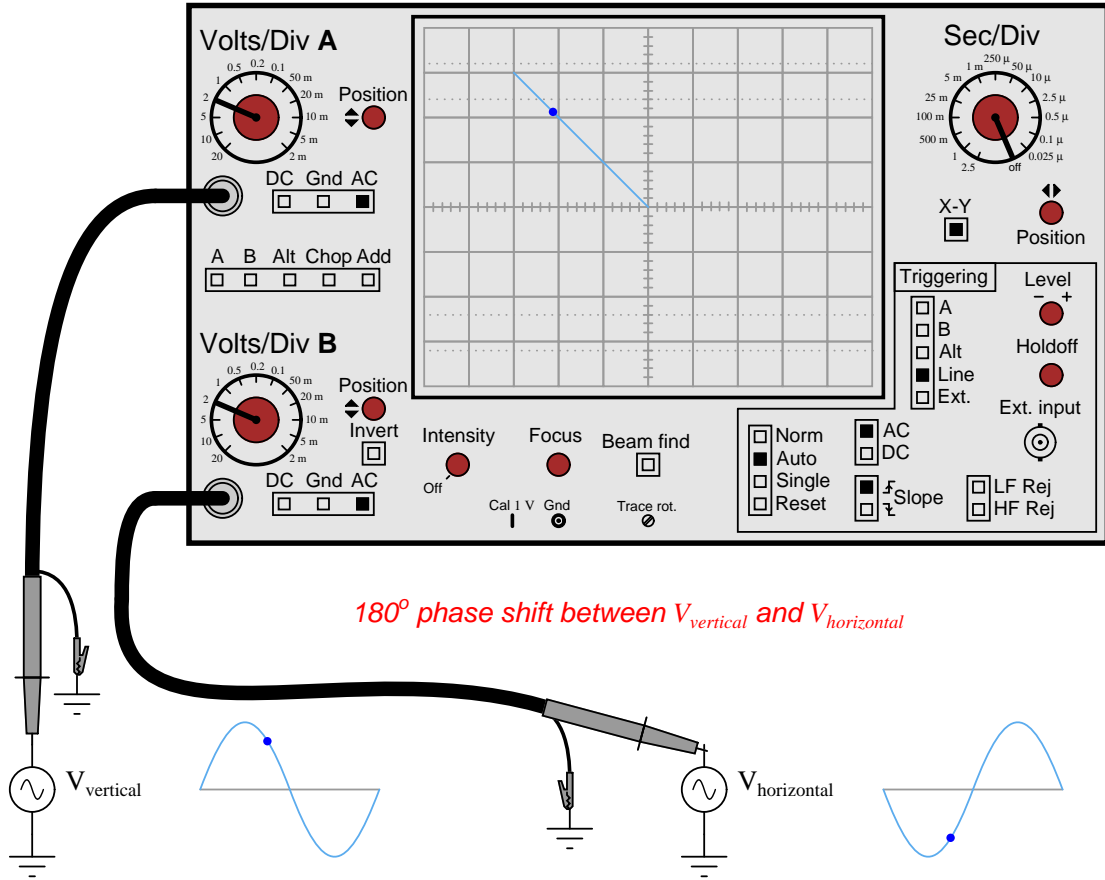 Volts/Div A
0.5 0.2 0.1
1 50 m
2 20 m
5 10 m
10 5 m
20 2 m
Position
DC Gnd AC
A B Alt Chop Add
Volts/Div B
0.5 0.2 0.1
1 50 m
2 20 m
5 10 m
10 5 m
20 2 m
Position
Invert
DC Gnd AC
Intensity
Off
Focus
Beam find
Cal 1 V Gnd
Trace rot.
Sec/Div
250 µ
1 m 50 µ
5 m 10 µ
25 m 2.5 µ
100 m 0.5 µ
500 m 0.1 µ
1 0.025 µ
2.5 off
X-Y
Position
Triggering
A
B
Alt
Line
Ext.
Level
− +
Holdoff
Ext. input
Norm
Auto
Single
Reset
AC
DC
Slope
LF Rej
HF Rej
180° phase shift between Vvertical and Vhorizontal
Vvertical
Vhorizontal